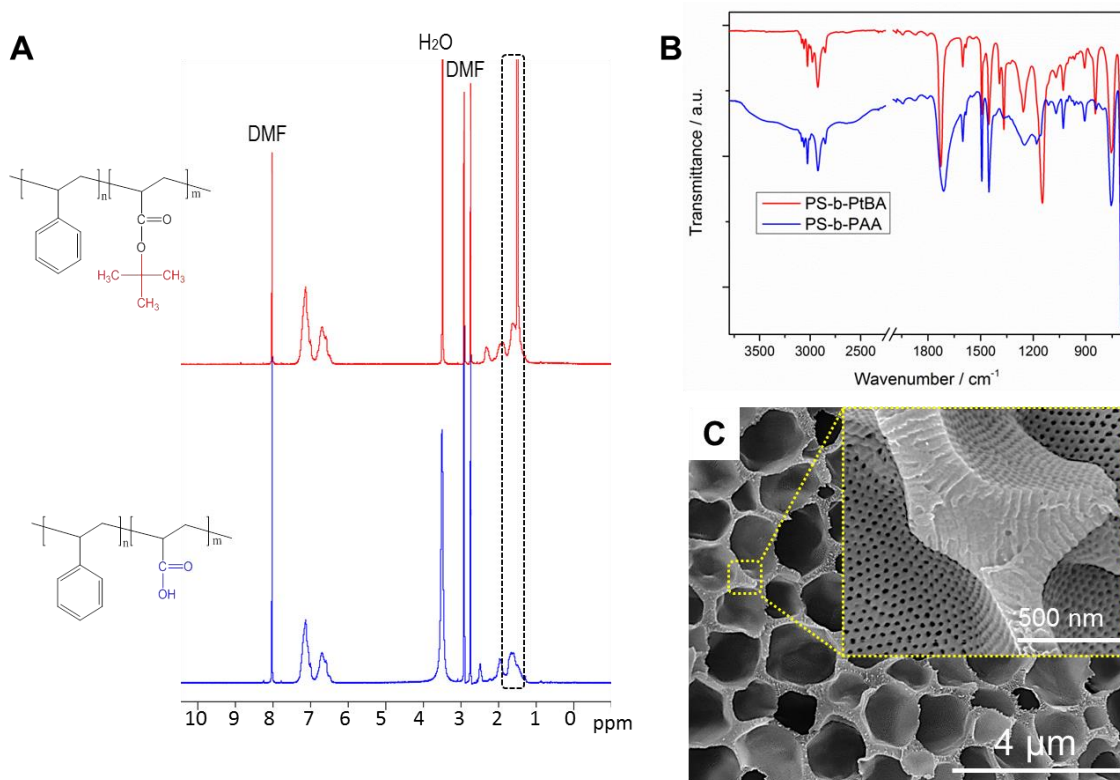 A
H₂O
DMF
DMF
n
m
C
O
O
H₃C
CH₃
H₃C
n
m
C
O
OH
10 9 8 7 6 5 4 3 2 1 0 ppm
B
Transmittance / a.u.
PS-b-PtBA
PS-b-PAA
3500 3000 2500 1800 1500 1200 900
Wavenumber / cm⁻¹
C
500 nm
4 µm